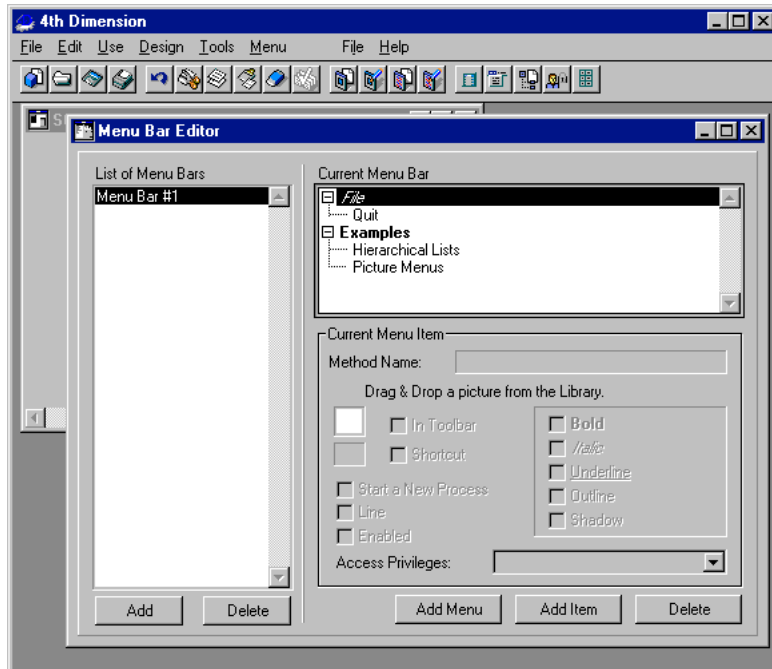 4th Dimension
File Edit Use Design Tools Menu File Help
Menu Bar Editor
List of Menu Bars
Menu Bar #1
Add Delete
Current Menu Bar
File
Quit
Examples
Hierarchical Lists
Picture Menus
Current Menu Item
Method Name:
Drag & Drop a picture from the Library.
In Toolbar
Shortcut
Start a New Process
Line
Enabled
Bold
Italic
Underline
Outline
Shadow
Access Privileges:
Add Menu Add Item Delete